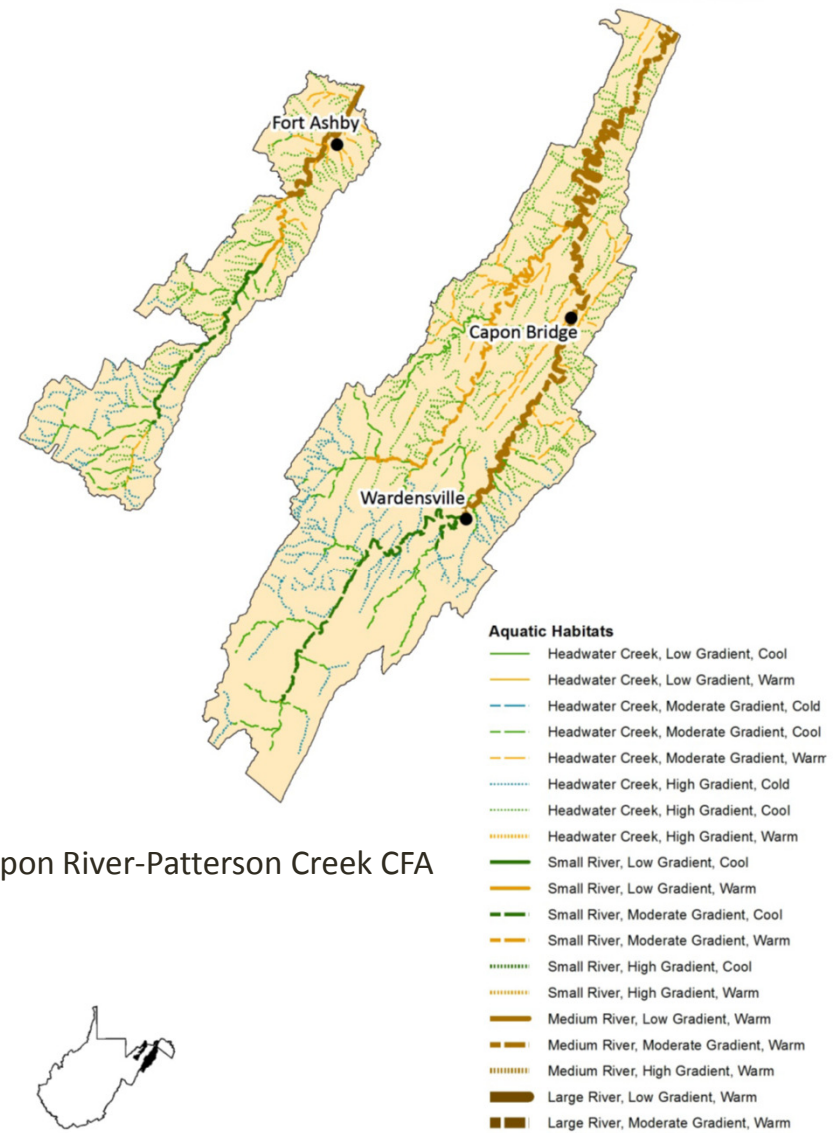 Fort Ashby
Capon Bridge
Wardensville
Aquatic Habitats
Headwater Creek, Low Gradient, Cool
Headwater Creek, Low Gradient, Warm
Headwater Creek, Moderate Gradient, Cold
Headwater Creek, Moderate Gradient, Cool
Headwater Creek, Moderate Gradient, Warm
Headwater Creek, High Gradient, Cold
Headwater Creek, High Gradient, Cool
Headwater Creek, High Gradient, Warm
Small River, Low Gradient, Cool
Small River, Low Gradient, Warm
Small River, Moderate Gradient, Cool
Small River, Moderate Gradient, Warm
Small River, High Gradient, Cool
Small River, High Gradient, Warm
Medium River, Low Gradient, Warm
Medium River, Moderate Gradient, Warm
Medium River, High Gradient, Warm
Large River, Low Gradient, Warm
Large River, Moderate Gradient, Warm
pon River-Patterson Creek CFA